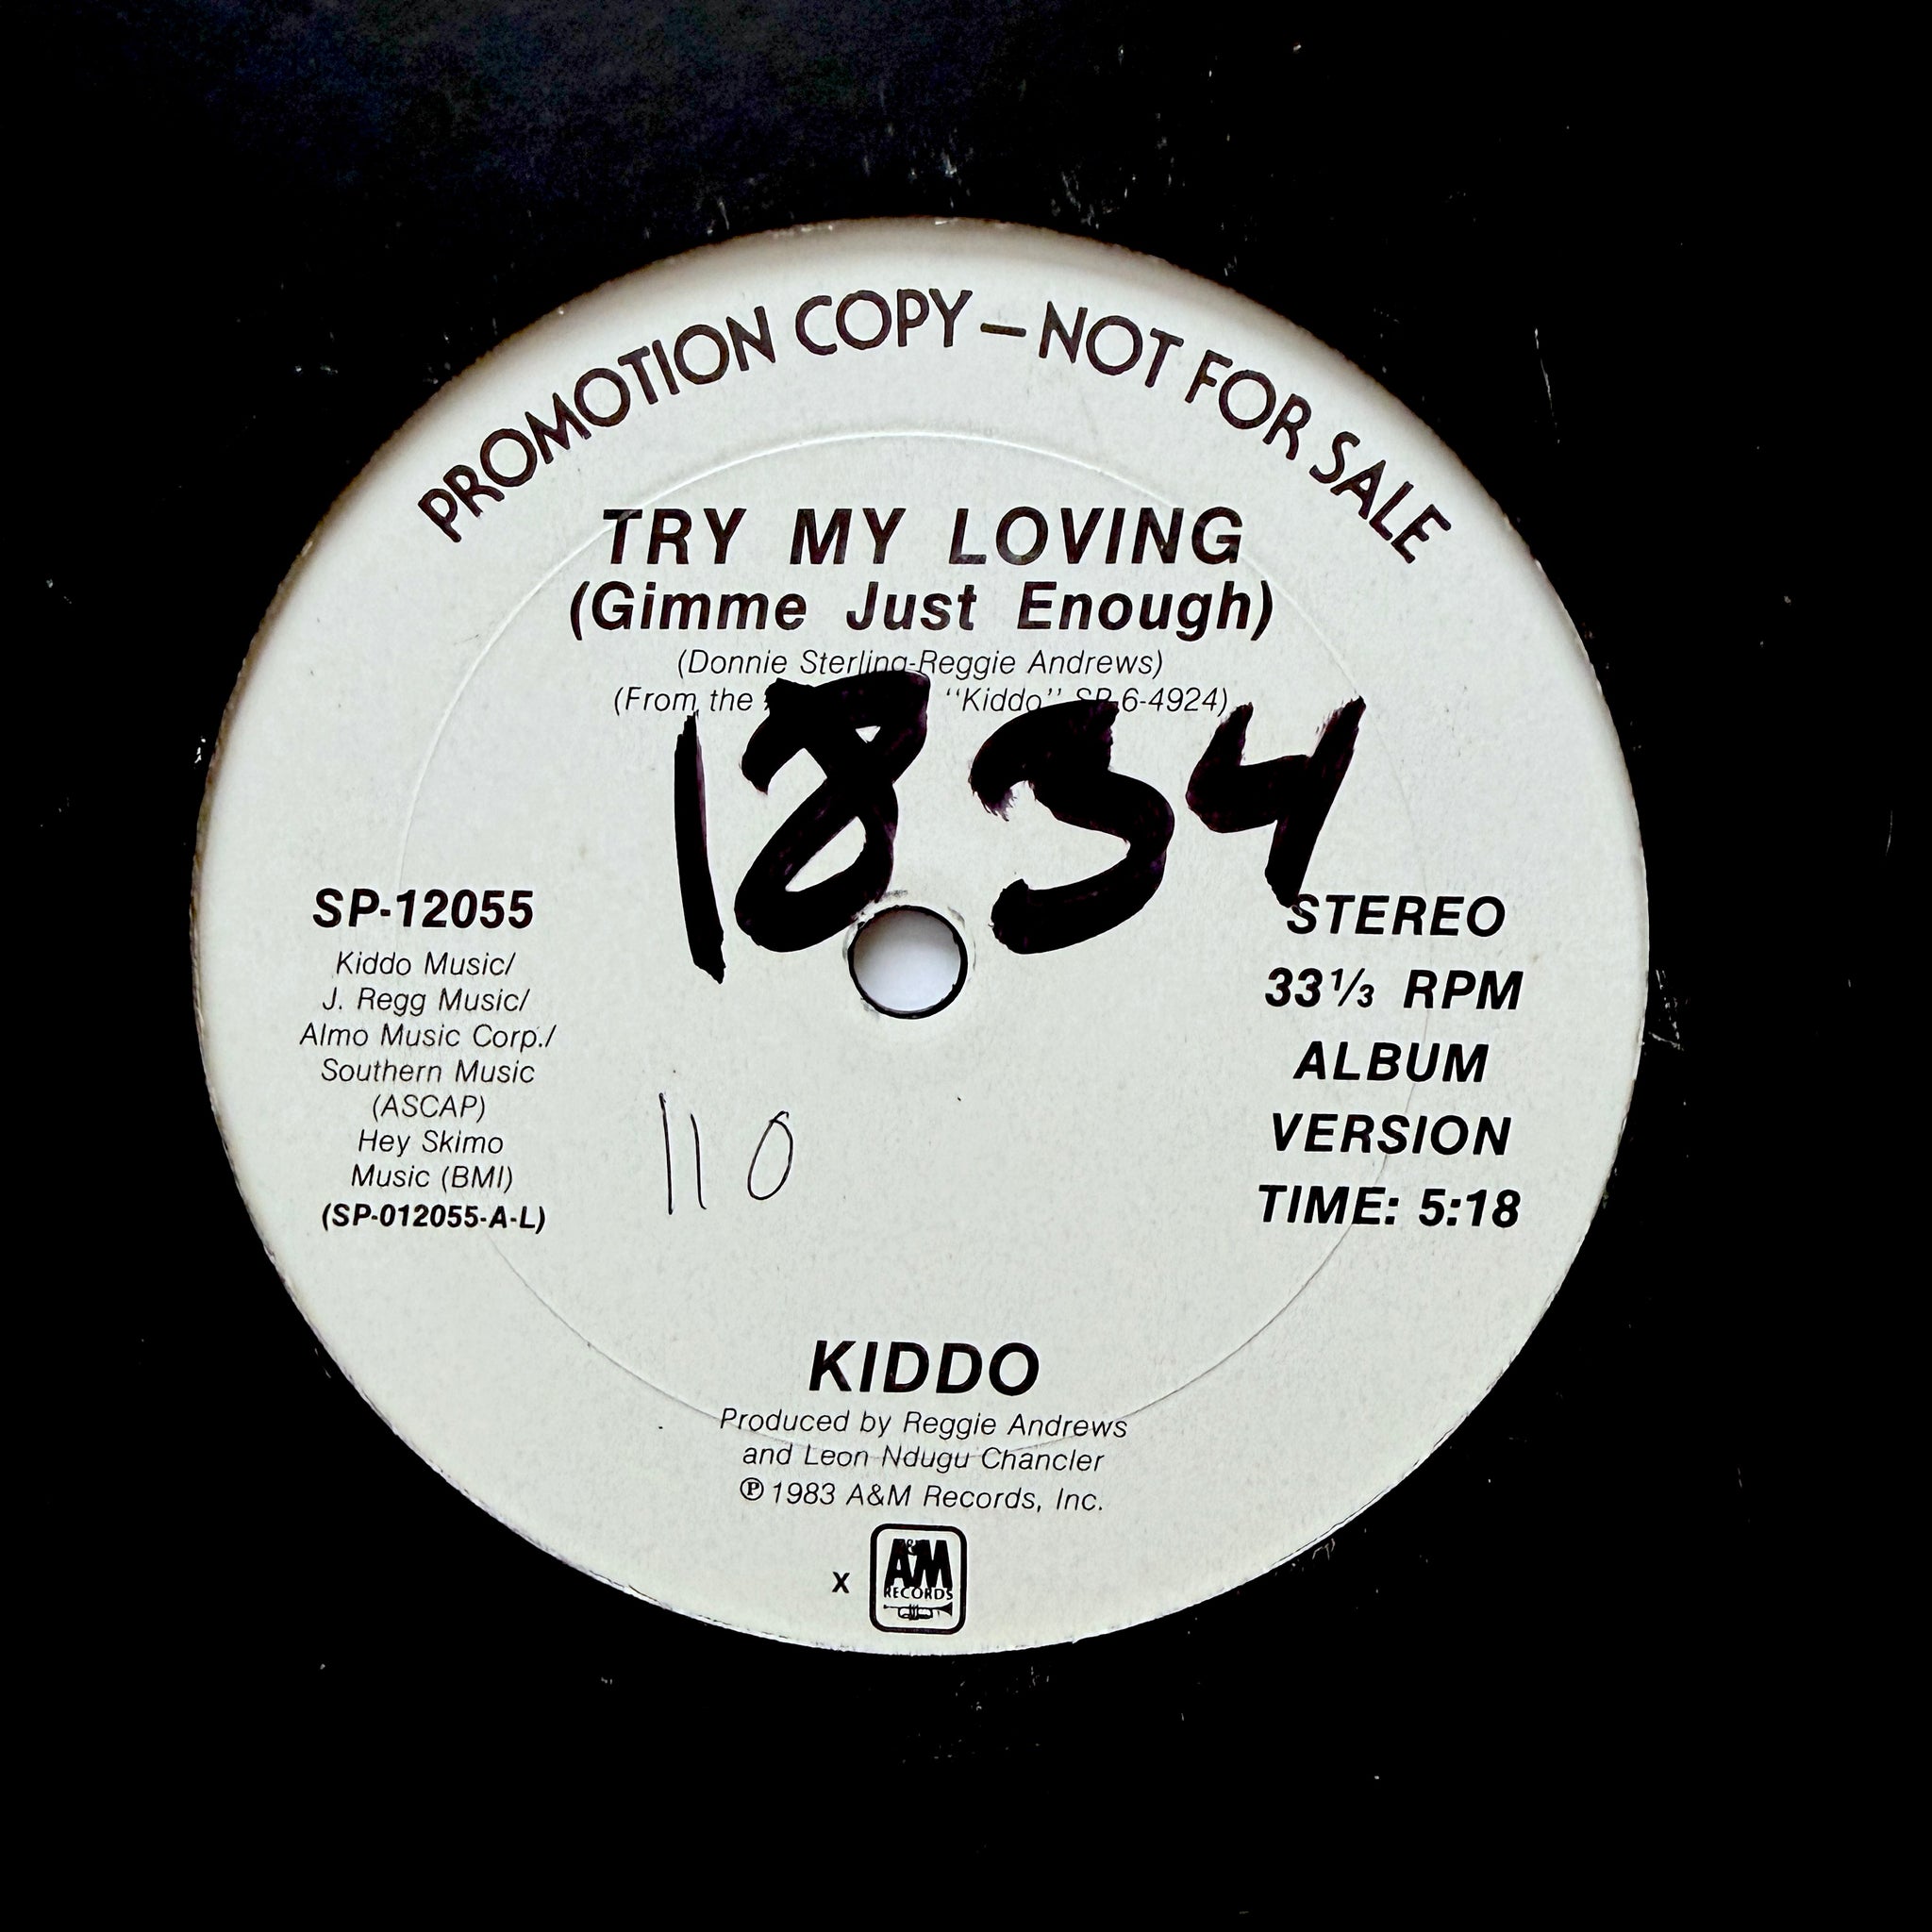 PROMOTION COPY — NOT FOR SALE
TRY MY LOVING
(Gimme Just Enough)
(Donnie Sterling-Reggie Andrews)
(From the "Kiddo" SP-6-4924)
1834
SP-12055
Kiddo Music/
J. Regg Music/
Almo Music Corp./
Southern Music
(ASCAP)
Hey Skimo
Music (BMI)
(SP-012055-A-L)
110
STEREO
33 1/3 RPM
ALBUM
VERSION
TIME: 5:18
KIDDO
Produced by Reggie Andrews
and Leon Ndugu Chancler
℗ 1983 A&M Records, Inc.
X
A&M
RECORDS